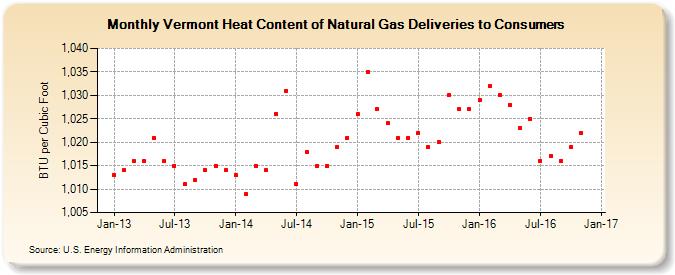 Monthly Vermont Heat Content of Natural Gas Deliveries to Consumers
BTU per Cubic Foot
1,040
1,035
1,030
1,025
1,020
1,015
1,010
1,005
Jan-13 Jul-13 Jan-14 Jul-14 Jan-15 Jul-15 Jan-16 Jul-16 Jan-17
Source: U.S. Energy Information Administration